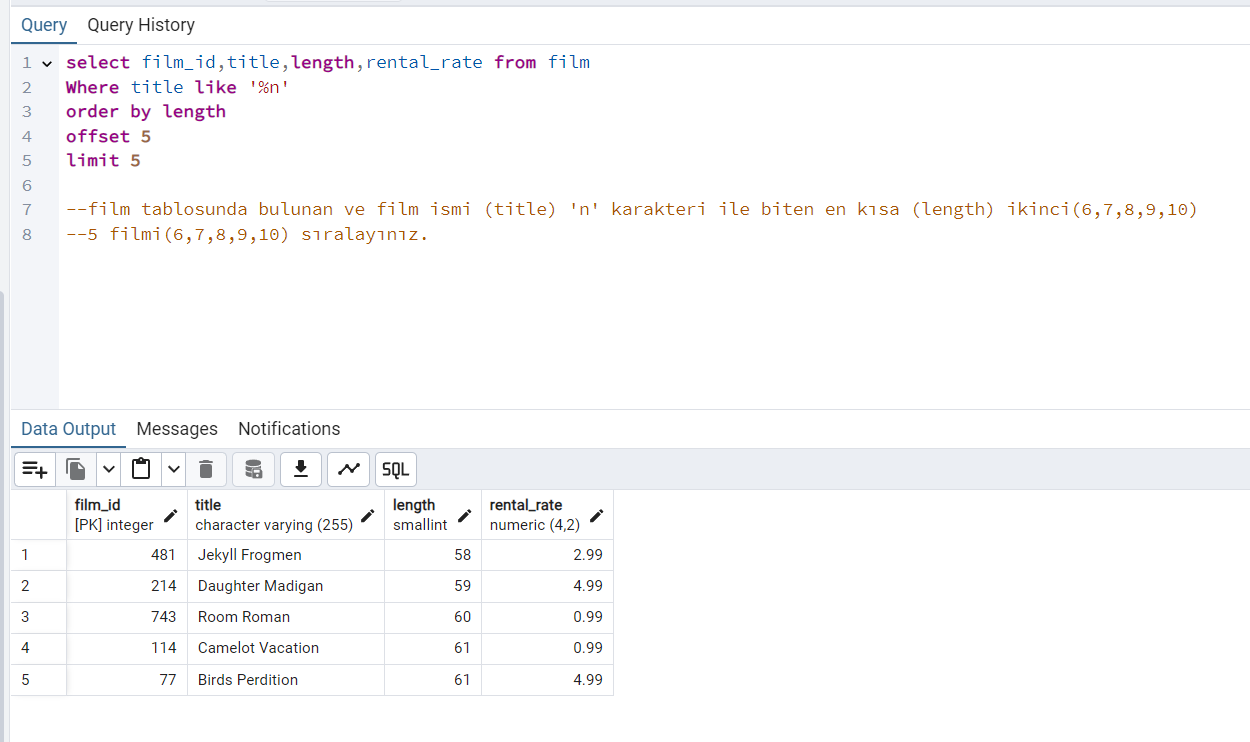 Query Query History
1 select film_id,title,length,rental_rate from film
2 Where title like '%n'
3 order by length
4 offset 5
5 limit 5
6
7 --film tablosunda bulunan ve film ismi (title) 'n' karakteri ile biten en kısa (length) ikinci(6,7,8,9,10)
8 --5 filmi(6,7,8,9,10) sıralayınız.
Data Output Messages Notifications
SQL
film_id title length rental_rate
[PK] integer character varying (255) smallint numeric (4,2)
1 481 Jekyll Frogmen 58 2.99
2 214 Daughter Madigan 59 4.99
3 743 Room Roman 60 0.99
4 114 Camelot Vacation 61 0.99
5 77 Birds Perdition 61 4.99